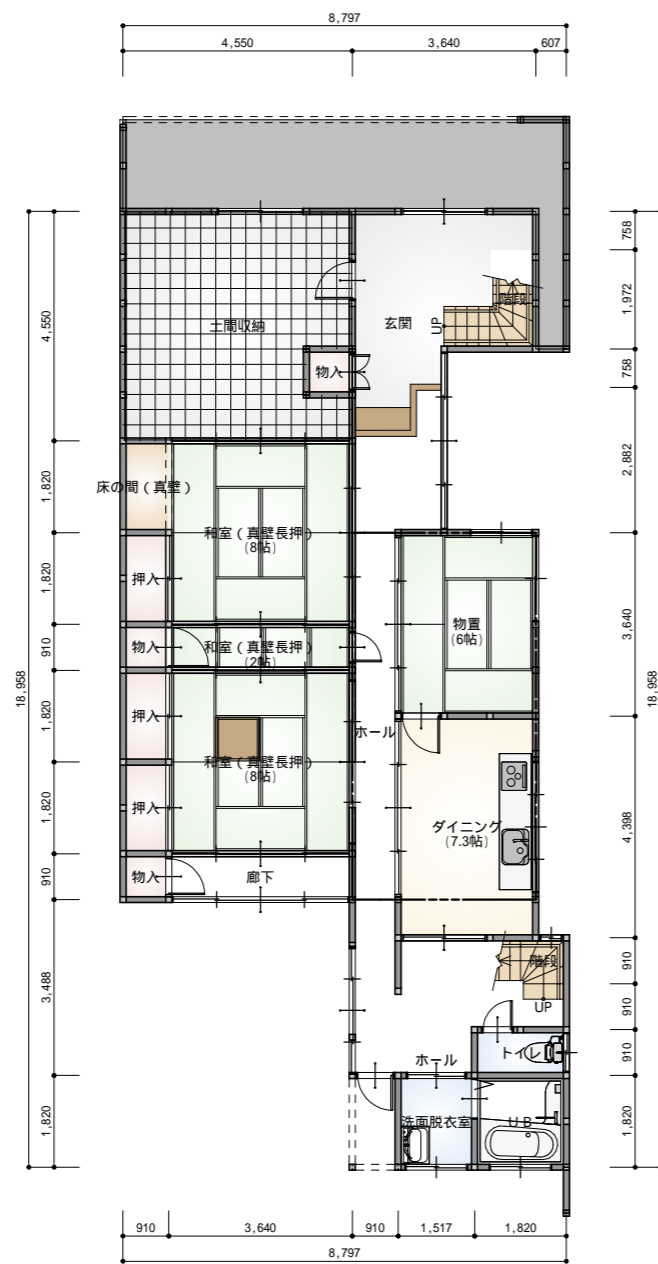 8,797
4,550 3,640 607
758
1,972
階段
UP
土間収納
玄関
4,550
物入
758
2,882
床の間(真壁)
1,820
和室(真壁長押)
(8帖)
押入
1,820
物置
(6帖)
3,640
物入
和室(真壁長押)
(2帖)
910
18,958
18,958
押入
1,820
ホール
和室(真壁長押)
(8帖)
押入
1,820
ダイニング
(7.3帖)
4,398
物入
廊下
910
3,488
階段
910
UP
910
トイレ
910
ホール
洗面脱衣室
UB
1,820
1,820
910 3,640 910 1,517 1,820
8,797